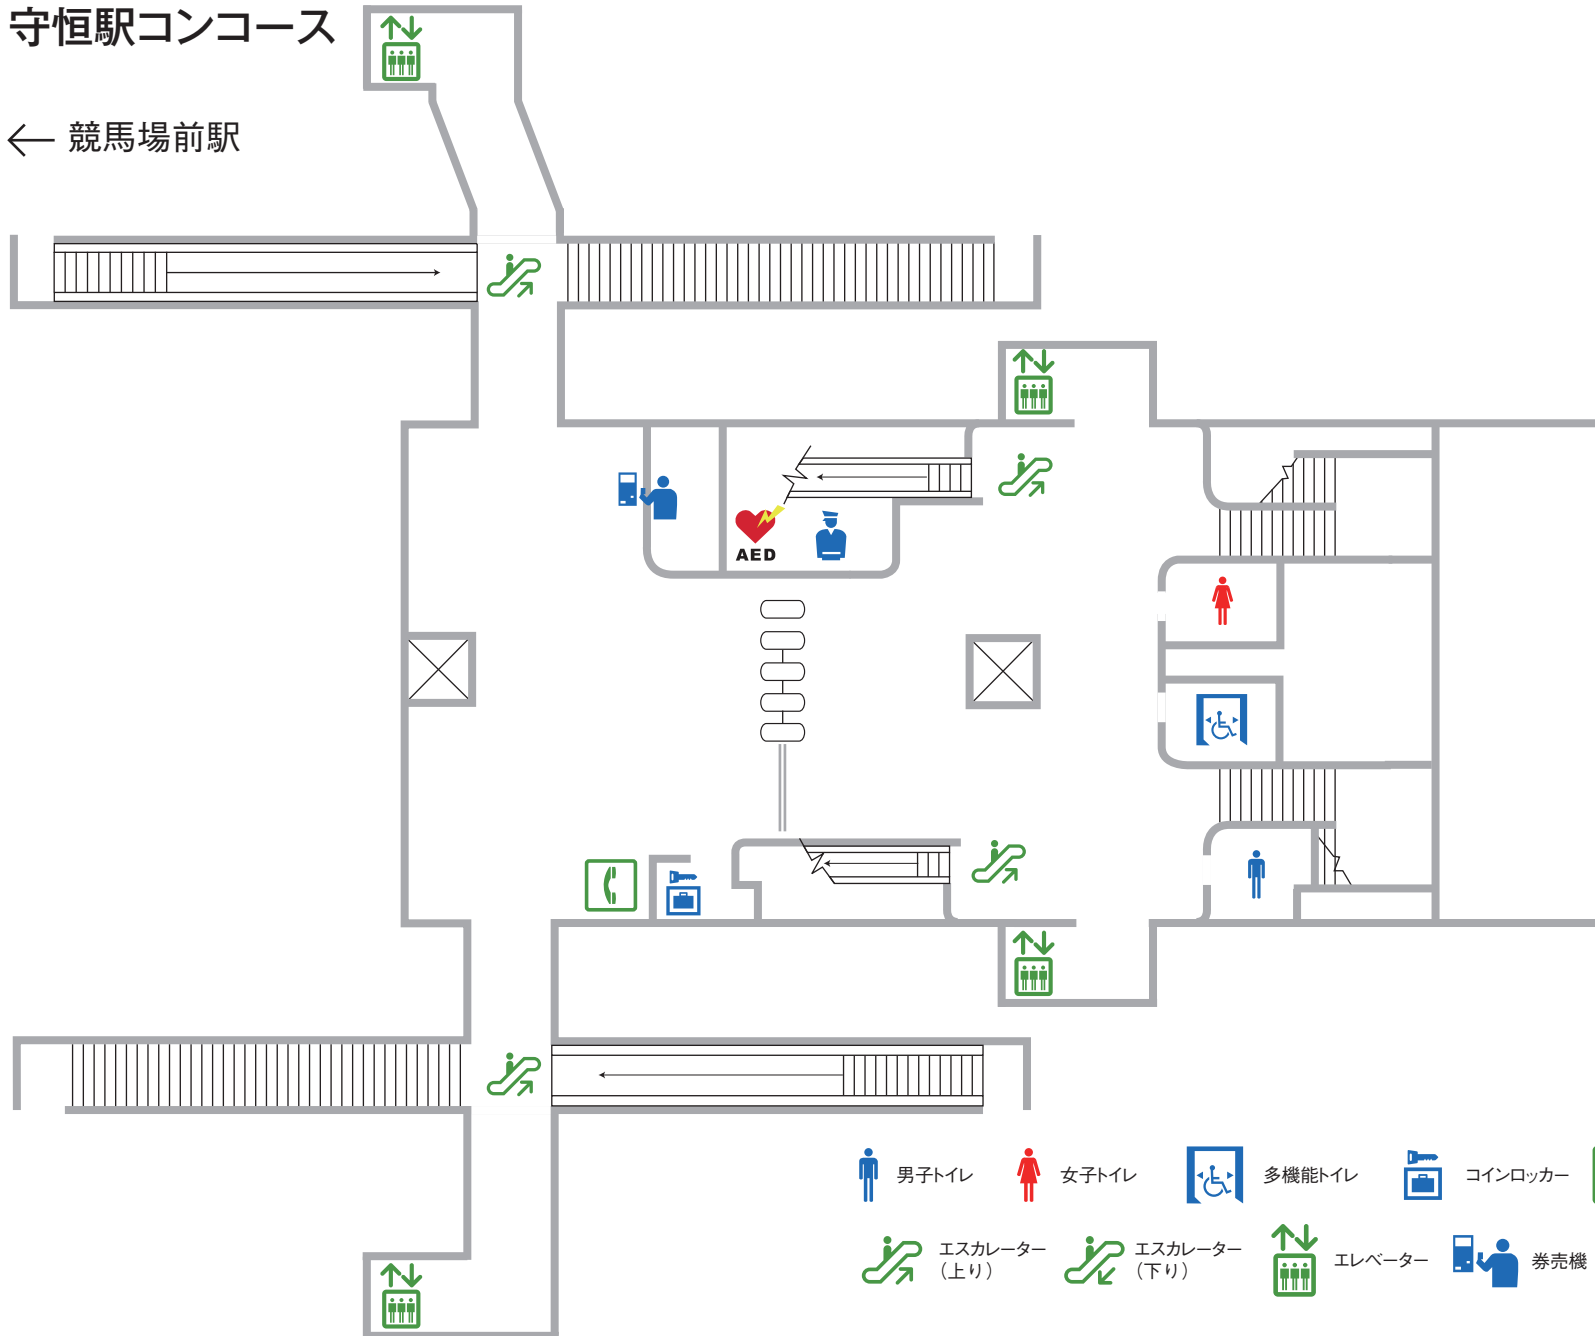 守恒駅コンコース
← 競馬場前駅
AED
男子トイレ
女子トイレ
多機能トイレ
コインロッカー
エスカレーター
（上り）
エスカレーター
（下り）
エレベーター
券売機